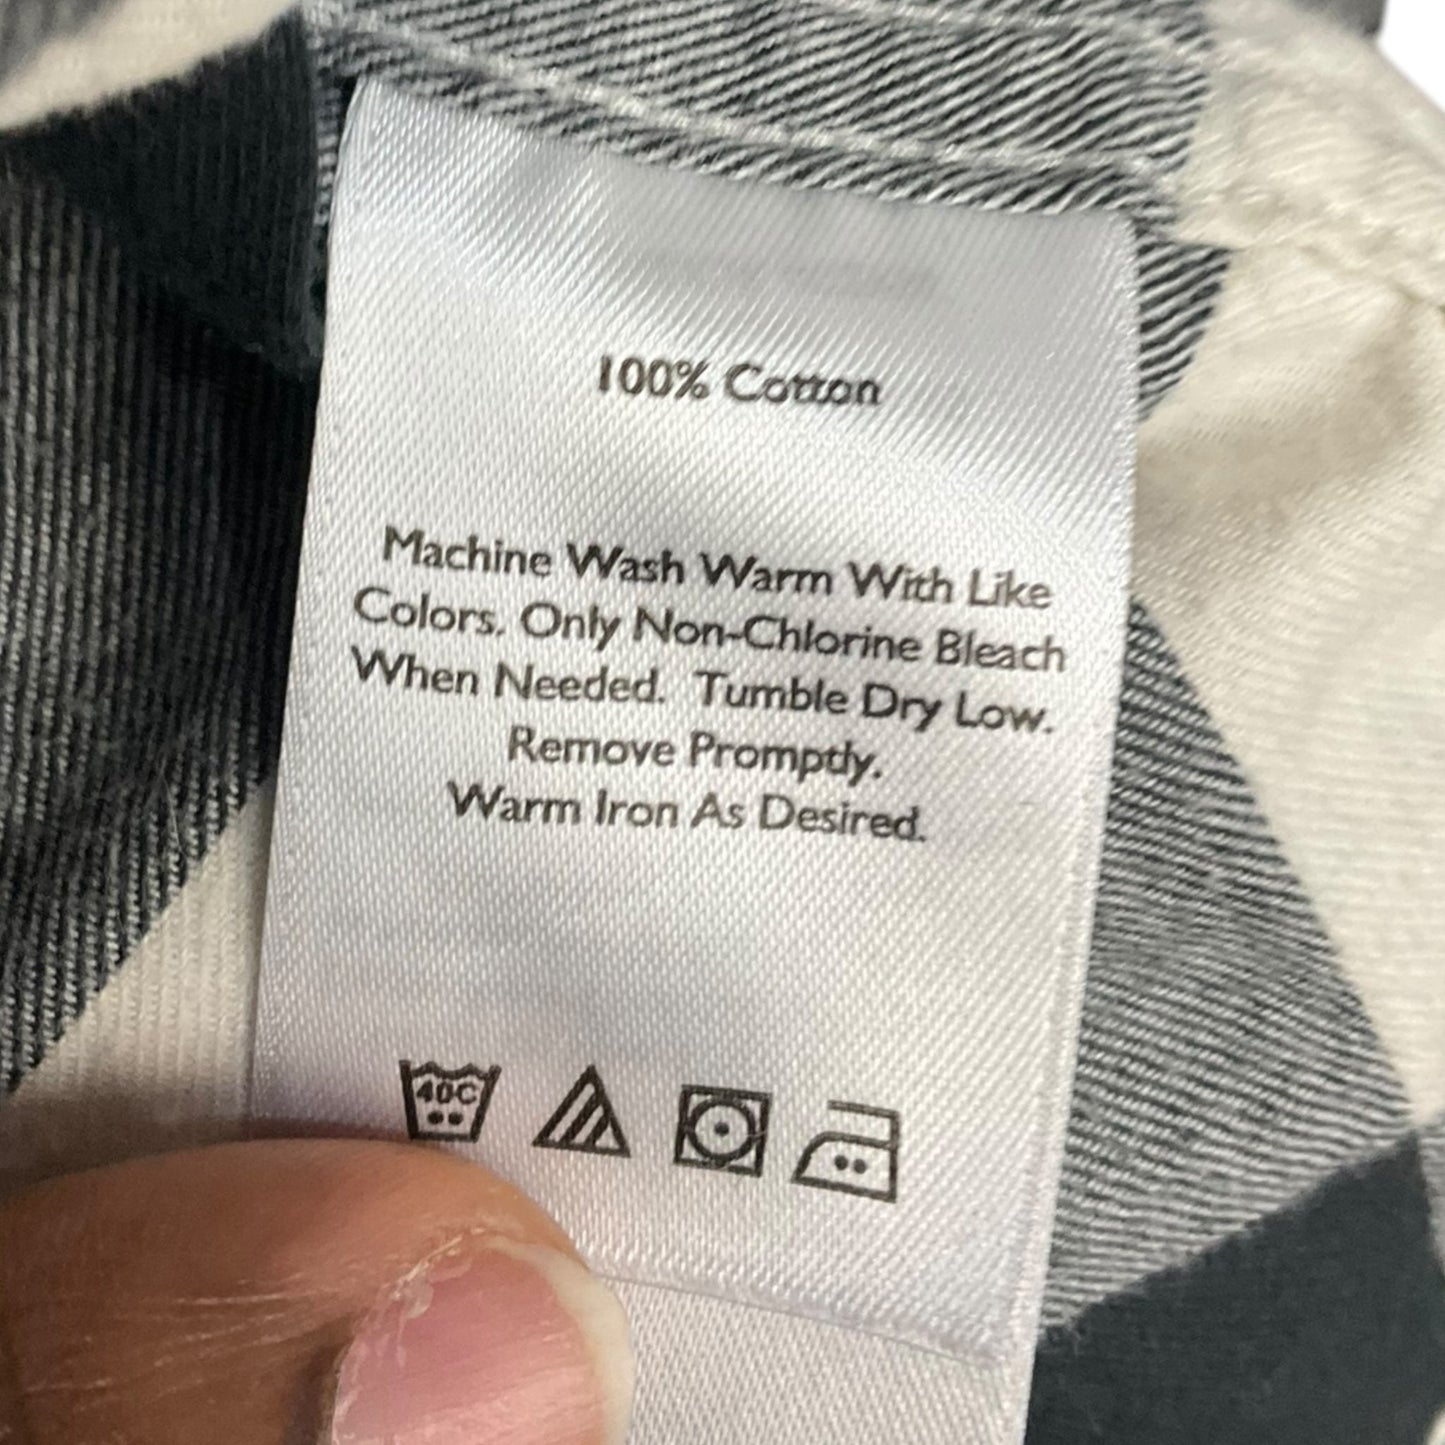 100% Cotton
Machine Wash Warm With Like
Colors. Only Non-Chlorine Bleach
When Needed. Tumble Dry Low.
Remove Promptly.
Warm Iron As Desired.
40C